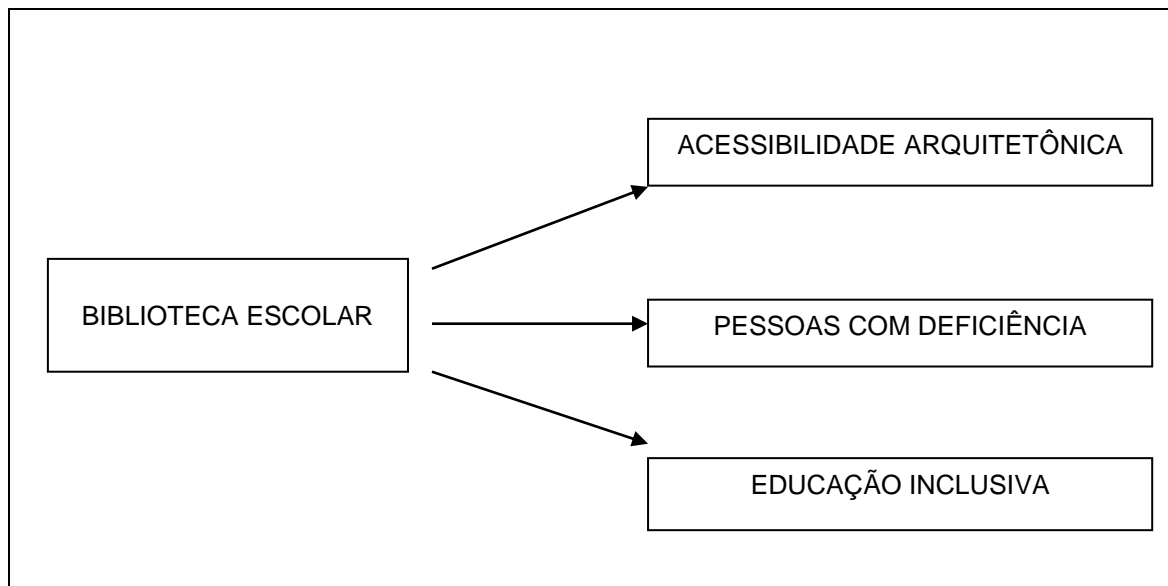 ACESSIBILIDADE ARQUITETÔNICA
BIBLIOTECA ESCOLAR
PESSOAS COM DEFICIÊNCIA
EDUCAÇÃO INCLUSIVA